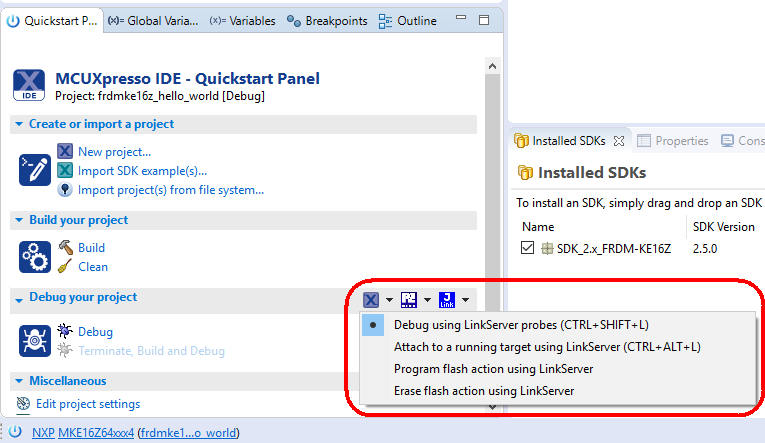 Quickstart P...
(x)= Global Varia...
(x)= Variables
Breakpoints
Outline
IDE
MCUXpresso IDE - Quickstart Panel
Project: frdmke16z_hello_world [Debug]
Create or import a project
New project...
Import SDK example(s)...
Import project(s) from file system...
Build your project
Build
Clean
Debug your project
J Link
Debug
Terminate, Build and Debug
Debug using LinkServer probes (CTRL+SHIFT+L)
Attach to a running target using LinkServer (CTRL+ALT+L)
Program flash action using LinkServer
Erase flash action using LinkServer
Miscellaneous
Edit project settings
NXP MKE16Z64xxx4 (frdmke1...o_world)
Installed SDKs
Properties
Cons
Installed SDKs
To install an SDK, simply drag and drop an SDK
Name SDK Version
SDK_2.x_FRDM-KE16Z 2.5.0